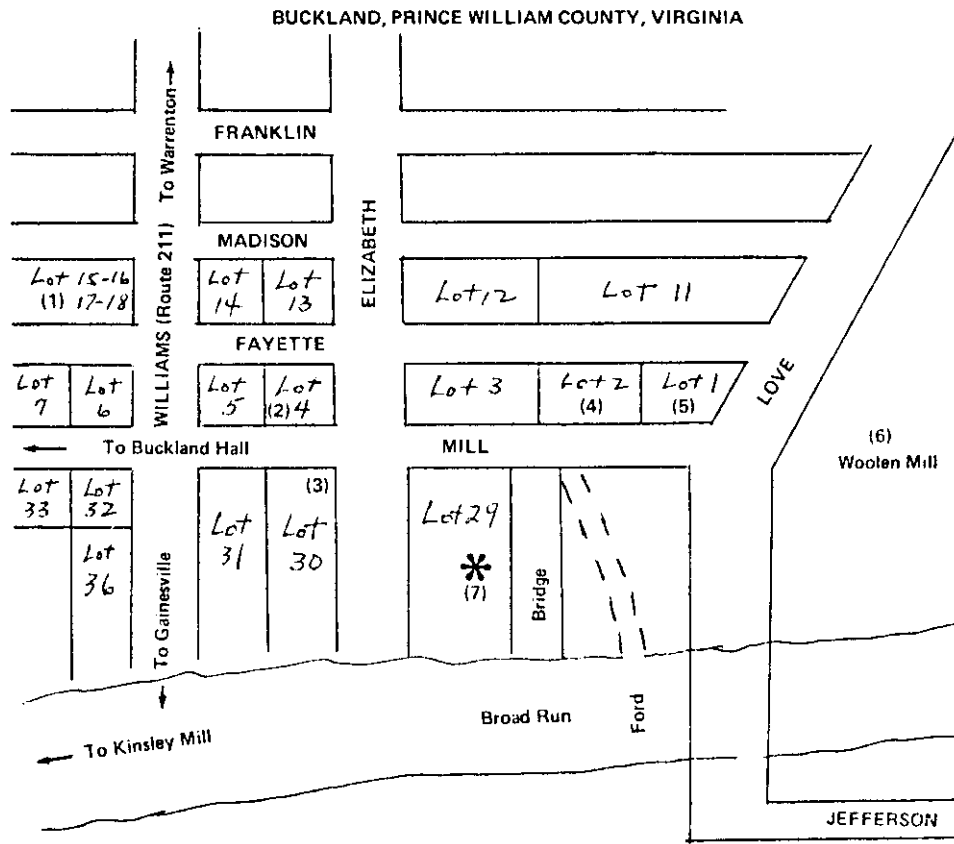 BUCKLAND, PRINCE WILLIAM COUNTY, VIRGINIA
To Warrenton
FRANKLIN
WILLIAMS (Route 211)
ELIZABETH
MADISON
Lot 15-16
(1) 17-18
Lot
14
Lot
13
Lot 12
Lot 11
FAYETTE
Lot
7
Lot
6
Lot
5
Lot
(2) 4
Lot 3
Lot 2
(4)
Lot 1
(5)
LOVE
To Buckland Hall
MILL
(6)
Woolen Mill
Lot
33
Lot
32
Lot
36
Lot
31
(3)
Lot
30
Lot 29
*
(7)
Bridge
To Gainesville
Ford
Broad Run
To Kinsley Mill
JEFFERSON